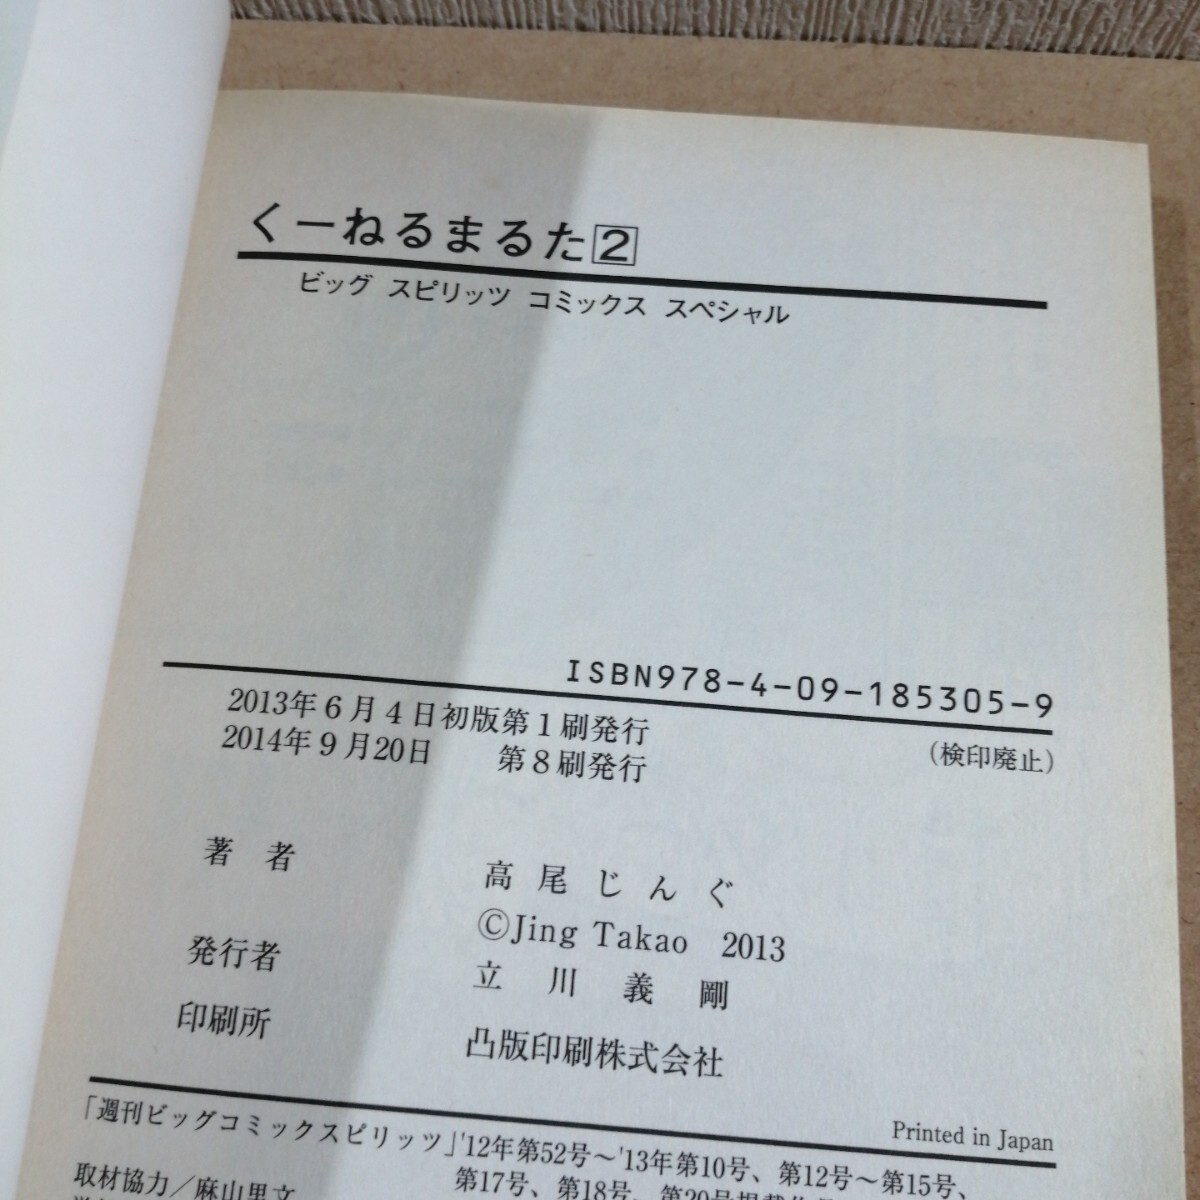 くーねるまるた2
ビッグ スピリッツ コミックス スペシャル
ISBN978-4-09-185305-9
2013年6月4日初版第1刷発行
2014年9月20日 第8刷発行
(検印廃止)
著 者 高尾じんぐ
©Jing Takao 2013
発行者 立川義剛
印刷所 凸版印刷株式会社
Printed in Japan
「週刊ビッグコミックスピリッツ」'12年第52号〜'13年第10号、第12号〜第15号、
第17号、第18号、第20号掲載作
取材協力/麻山里文